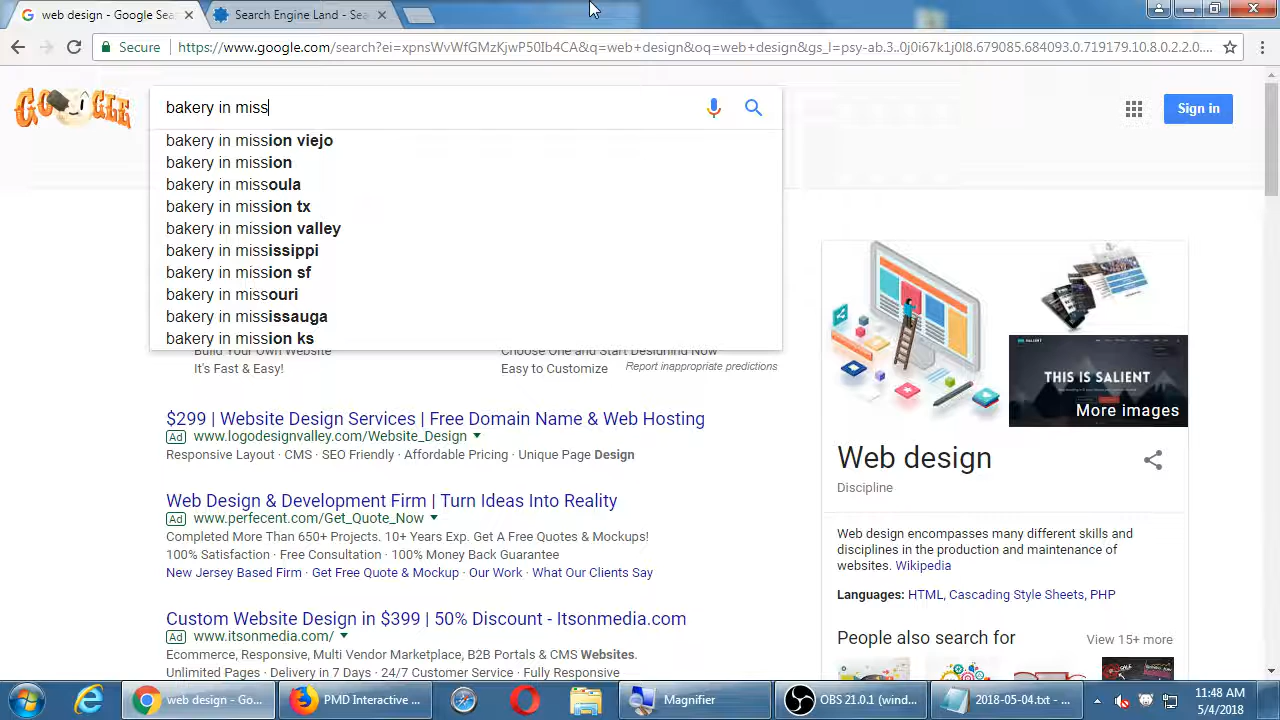 web design - Google Sea
Search Engine Land - Sea
Secure
https://www.google.com/search?ei=xpnsWvWfGMzKjwP50Ib4CA&q=web+design&oq=web+design&gs_l=psy-ab.3..0j0i67k1j0l8.679085.684093.0.719179.10.8.0.2.2.0....
GOOGLE
bakery in miss
Sign in
bakery in mission viejo
bakery in mission
bakery in missoula
bakery in mission tx
bakery in mission valley
bakery in mississippi
bakery in mission sf
bakery in missouri
bakery in mississauga
bakery in mission ks
Build Your Own Website
Choose One and Start Designing Now
It's Fast & Easy!
Easy to Customize
Report inappropriate predictions
$299 | Website Design Services | Free Domain Name & Web Hosting
Ad www.logodesignvalley.com/Website_Design
Responsive Layout · CMS · SEO Friendly · Affordable Pricing · Unique Page Design
Web Design & Development Firm | Turn Ideas Into Reality
Ad www.perfecent.com/Get_Quote_Now
Completed More Than 650+ Projects. 10+ Years Exp. Get A Free Quotes & Mockups!
100% Satisfaction · Free Consultation · 100% Money Back Guarantee
New Jersey Based Firm · Get Free Quote & Mockup · Our Work · What Our Clients Say
Custom Website Design in $399 | 50% Discount - Itsonmedia.com
Ad www.itsonmedia.com/
Ecommerce, Responsive, Multi Vendor Marketplace, B2B Portals & CMS Websites.
Unlimited Pages · Delivery in 7 Days · 24/7 Customer Service · Fully Responsive
THIS IS SALIENT
More images
Web design
Discipline
Web design encompasses many different skills and
disciplines in the production and maintenance of
websites. Wikipedia
Languages: HTML, Cascading Style Sheets, PHP
People also search for
View 15+ more
web design - Go...
PMD Interactive ...
Magnifier
OBS 21.0.1 (wind...
2018-05-04.txt - ...
11:48 AM
5/4/2018